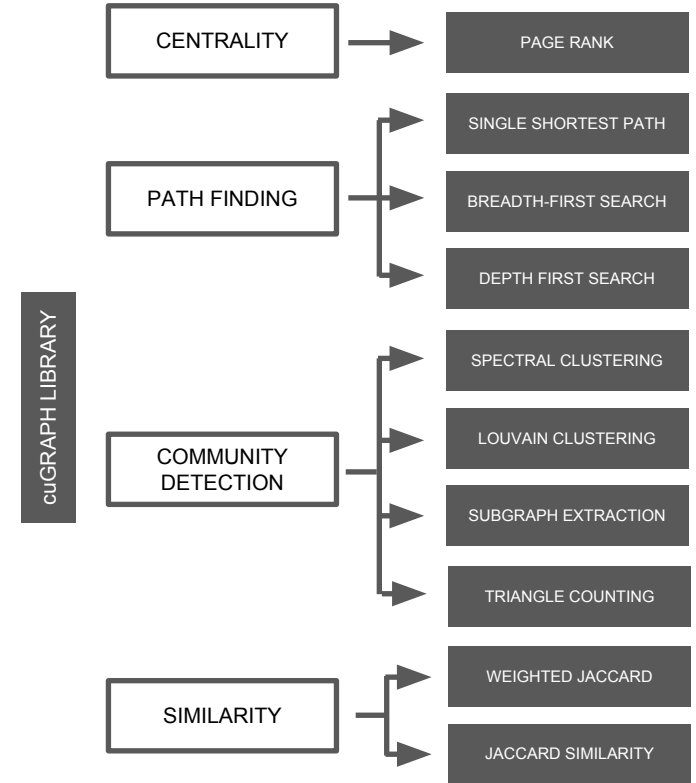 CENTRALITY
PAGE RANK
PATH FINDING
SINGLE SHORTEST PATH
BREADTH-FIRST SEARCH
DEPTH FIRST SEARCH
cuGRAPH LIBRARY
COMMUNITY
DETECTION
SPECTRAL CLUSTERING
LOUVAIN CLUSTERING
SUBGRAPH EXTRACTION
TRIANGLE COUNTING
SIMILARITY
WEIGHTED JACCARD
JACCARD SIMILARITY